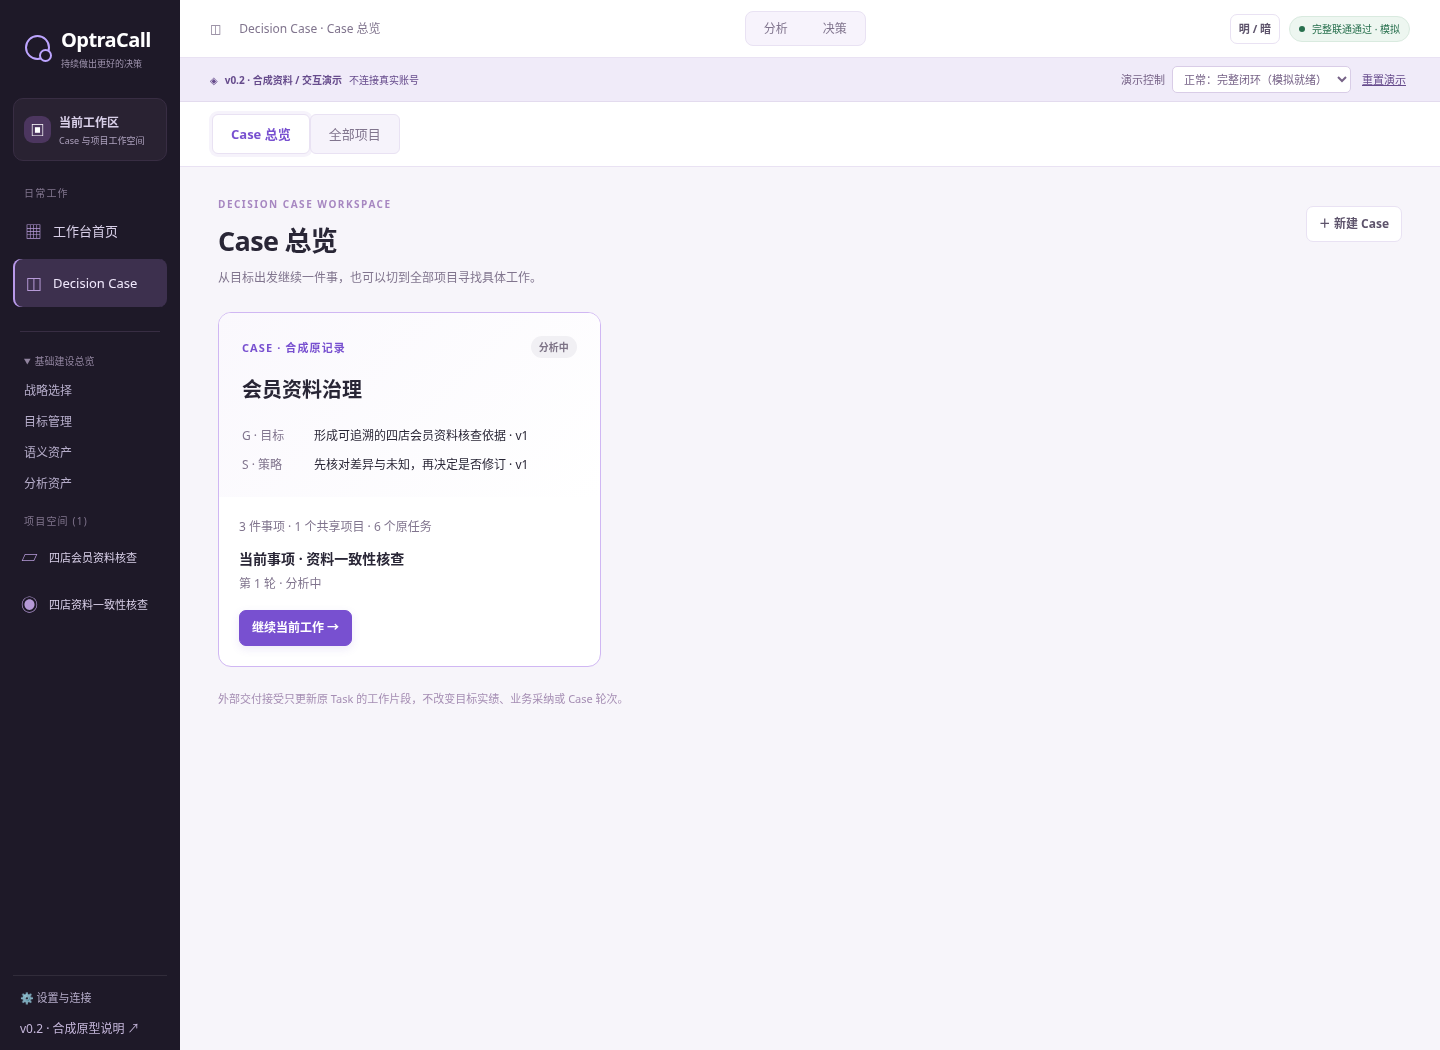 OptraCall
持续做出更好的决策
当前工作区
Case 与项目工作空间
日常工作
工作台首页
Decision Case
▼ 基础建设总览
战略选择
目标管理
语义资产
分析资产
项目空间 (1)
四店会员资料核查
四店资料一致性核查
⚙️ 设置与连接
v0.2 · 合成原型说明 ↗
Decision Case · Case 总览
分析
决策
明 / 暗
完整联通通过 · 模拟
◈ v0.2 · 合成资料 / 交互演示 不连接真实账号
演示控制
正常：完整闭环（模拟就绪）
重置演示
Case 总览
全部项目
DECISION CASE WORKSPACE
Case 总览
从目标出发继续一件事，也可以切到全部项目寻找具体工作。
＋ 新建 Case
CASE · 合成原记录
分析中
会员资料治理
G · 目标 形成可追溯的四店会员资料核查依据 · v1
S · 策略 先核对差异与未知，再决定是否修订 · v1
3 件事项 · 1 个共享项目 · 6 个原任务
当前事项 · 资料一致性核查
第 1 轮 · 分析中
继续当前工作 →
外部交付接受只更新原 Task 的工作片段，不改变目标实绩、业务采纳或 Case 轮次。